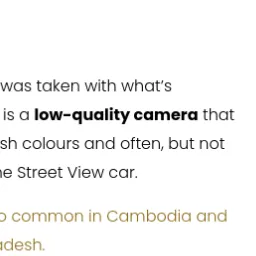 was taken with what's
is a low-quality camera that
sh colours and often, but not
e Street View car.
o common in Cambodia and
adesh.